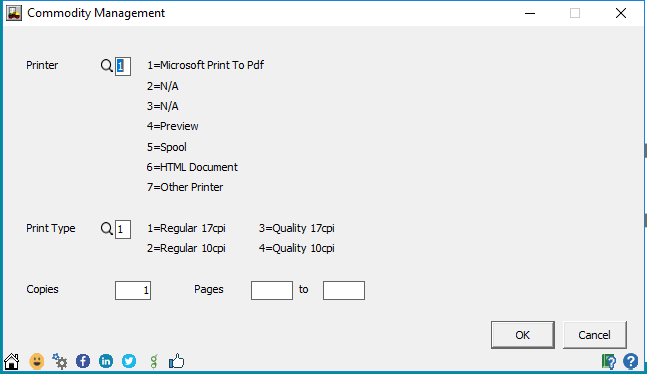 Commodity Management
Printer 1 1=Microsoft Print To Pdf
2=N/A
3=N/A
4=Preview
5=Spool
6=HTML Document
7=Other Printer
Print Type 1 1=Regular 17cpi 3=Quality 17cpi
2=Regular 10cpi 4=Quality 10cpi
Copies 1 Pages to
OK Cancel